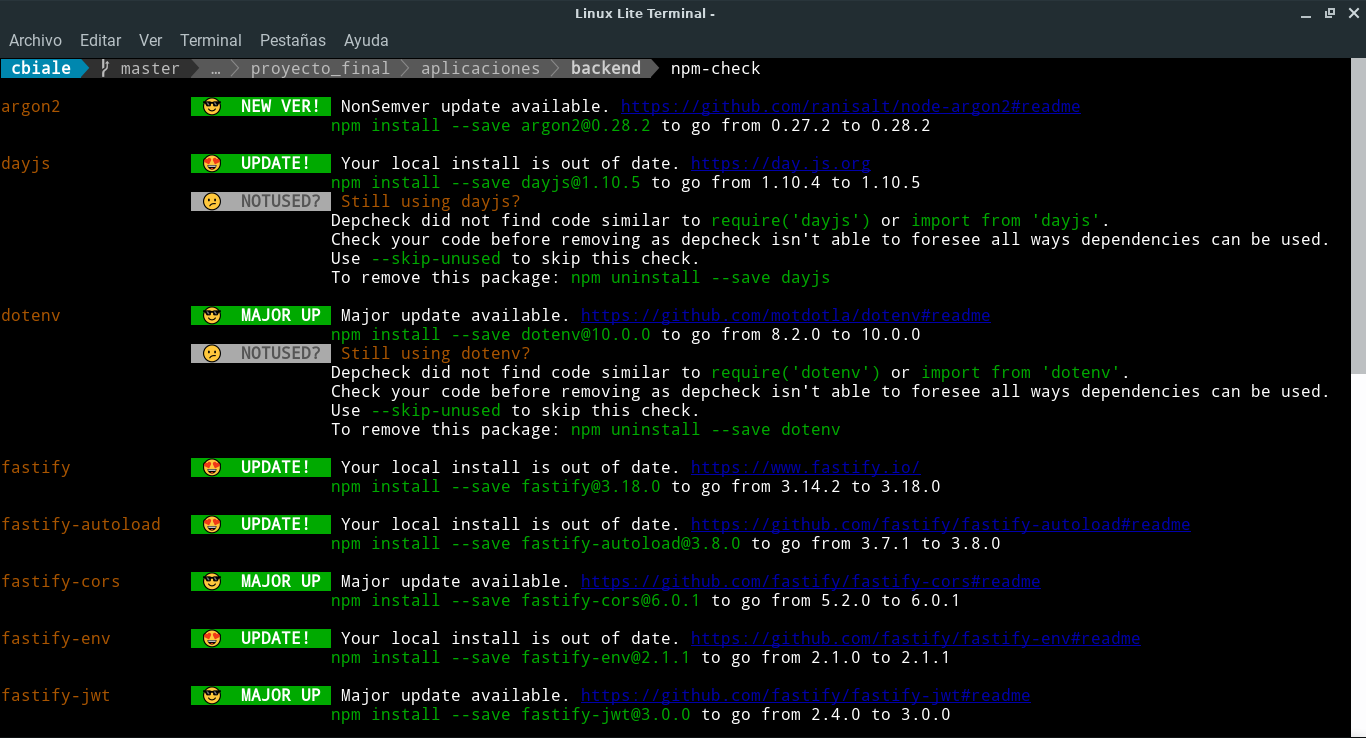 Linux Lite Terminal -
Archivo Editar Ver Terminal Pestañas Ayuda
cbiale master … proyecto_final aplicaciones backend npm-check
argon2 NEW VER! NonSemver update available. https://github.com/ranisalt/node-argon2#readme
npm install --save argon2@0.28.2 to go from 0.27.2 to 0.28.2
dayjs UPDATE! Your local install is out of date. https://day.js.org
npm install --save dayjs@1.10.5 to go from 1.10.4 to 1.10.5
NOTUSED? Still using dayjs?
Depcheck did not find code similar to require('dayjs') or import from 'dayjs'.
Check your code before removing as depcheck isn't able to foresee all ways dependencies can be used.
Use --skip-unused to skip this check.
To remove this package: npm uninstall --save dayjs
dotenv MAJOR UP Major update available. https://github.com/motdotla/dotenv#readme
npm install --save dotenv@10.0.0 to go from 8.2.0 to 10.0.0
NOTUSED? Still using dotenv?
Depcheck did not find code similar to require('dotenv') or import from 'dotenv'.
Check your code before removing as depcheck isn't able to foresee all ways dependencies can be used.
Use --skip-unused to skip this check.
To remove this package: npm uninstall --save dotenv
fastify UPDATE! Your local install is out of date. https://www.fastify.io/
npm install --save fastify@3.18.0 to go from 3.14.2 to 3.18.0
fastify-autoload UPDATE! Your local install is out of date. https://github.com/fastify/fastify-autoload#readme
npm install --save fastify-autoload@3.8.0 to go from 3.7.1 to 3.8.0
fastify-cors MAJOR UP Major update available. https://github.com/fastify/fastify-cors#readme
npm install --save fastify-cors@6.0.1 to go from 5.2.0 to 6.0.1
fastify-env UPDATE! Your local install is out of date. https://github.com/fastify/fastify-env#readme
npm install --save fastify-env@2.1.1 to go from 2.1.0 to 2.1.1
fastify-jwt MAJOR UP Major update available. https://github.com/fastify/fastify-jwt#readme
npm install --save fastify-jwt@3.0.0 to go from 2.4.0 to 3.0.0